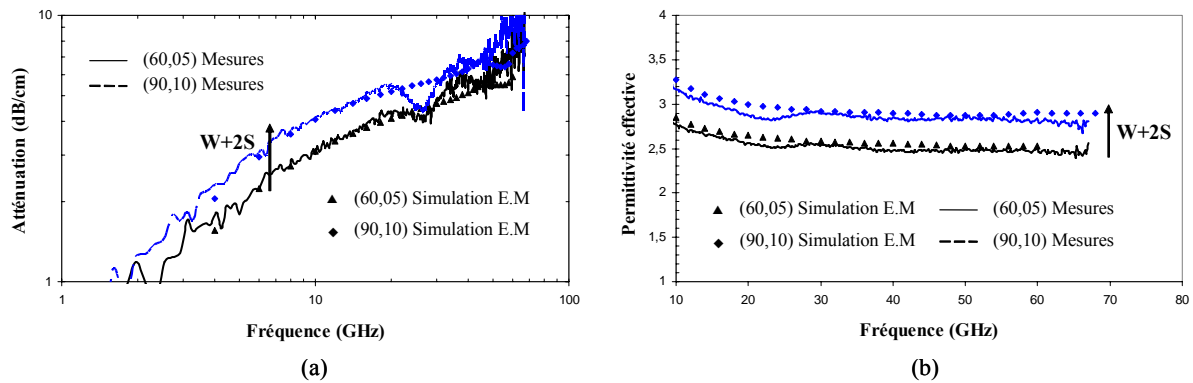 10
1
Atténuation (dB/cm)
(60,05) Mesures
(90,10) Mesures
W+2S
(60,05) Simulation E.M
(90,10) Simulation E.M
1 10 100
Fréquence (GHz)
(a)
4
3,5
3
2,5
2
1,5
1
Permittivité effective
W+2S
(60,05) Simulation E.M (60,05) Mesures
(90,10) Simulation E.M (90,10) Mesures
10 20 30 40 50 60 70 80
Fréquence (GHz)
(b)